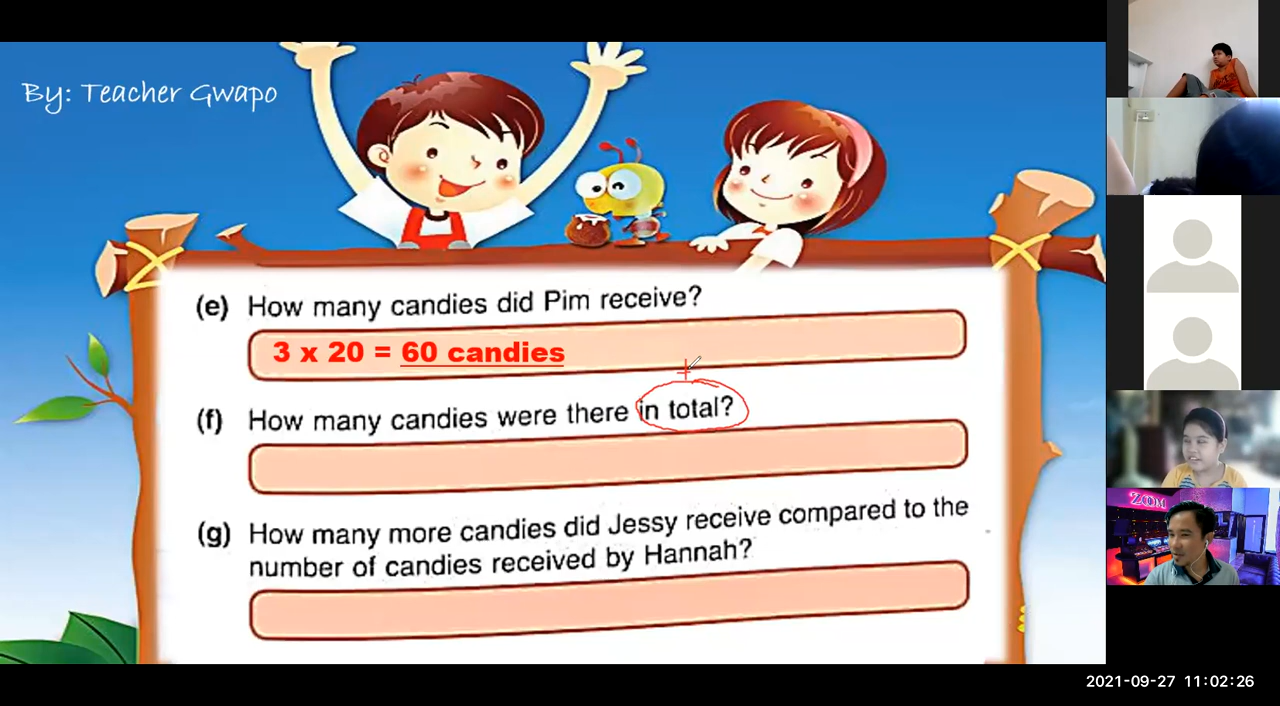 By: Teacher Gwapo
(e) How many candies did Pim receive?
3 x 20 = 60 candies
+
(f) How many candies were there in total?
(g) How many more candies did Jessy receive compared to the
number of candies received by Hannah?
ZOOM
2021-09-27 11:02:26